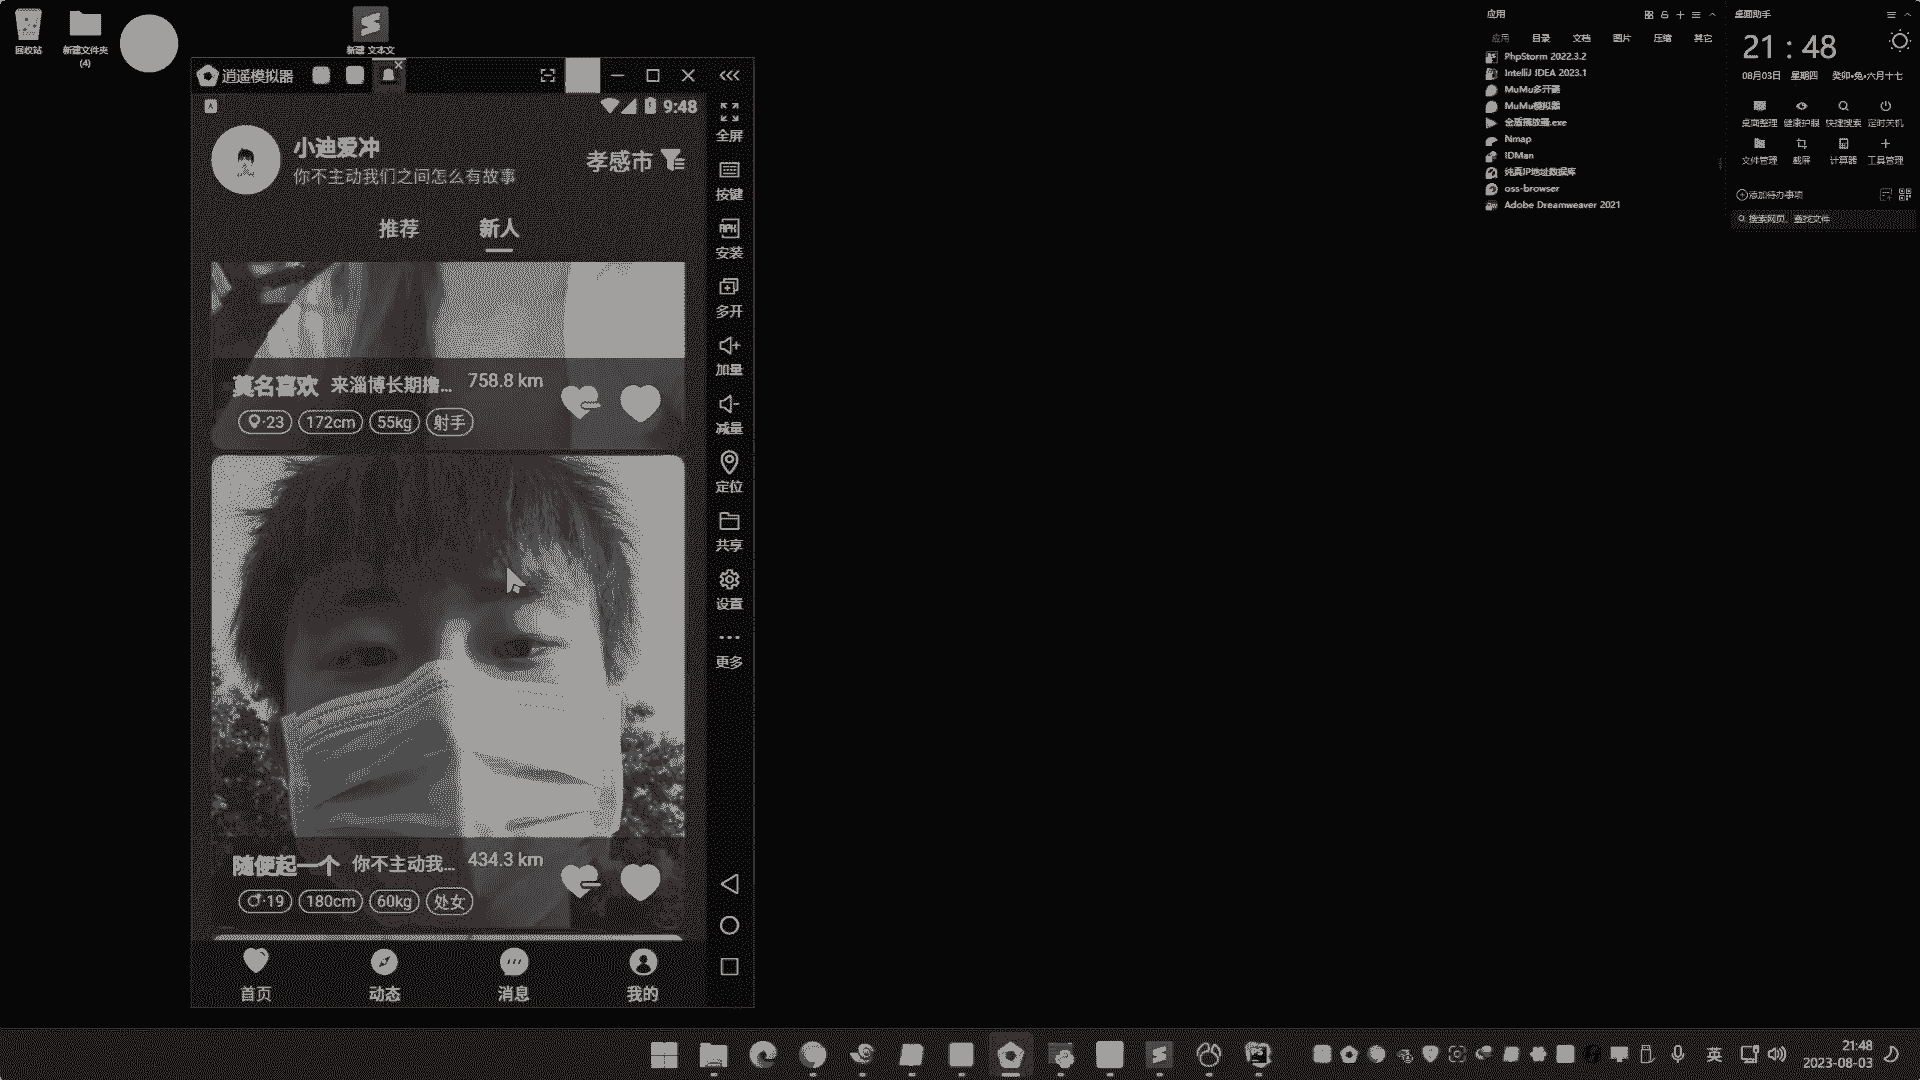 回收站
新建文件夹
(4)
新建 文本文
逍遥模拟器
9:48
小迪爱冲
你不主动我们之间怎么有故事
孝感市
推荐
新人
莫名喜欢 来淄博长期撸... 758.8 km
23 172cm 55kg 射手
随便起一个 你不主动我... 434.3 km
19 180cm 60kg 处女
首页
动态
消息
我的
全屏
按键
安装
多开
加量
减量
定位
共享
设置
更多
应用
应用 目录 文档 图片 压缩 其它
PhpStorm 2022.3.2
IntelliJ IDEA 2023.1
MuMu多开器
MuMu模拟器
金盾播放器.exe
Nmap
IDMan
纯真IP地址数据库
oss-browser
Adobe Dreamweaver 2021
桌面助手
21 : 48
08月03日 星期四 癸卯•兔•六月十七
桌面整理 健康护眼 快捷搜索 定时关机
文件管理 截屏 计算器 工具管理
添加待办事项
搜索网页、查找文件
英
21:48
2023-08-03